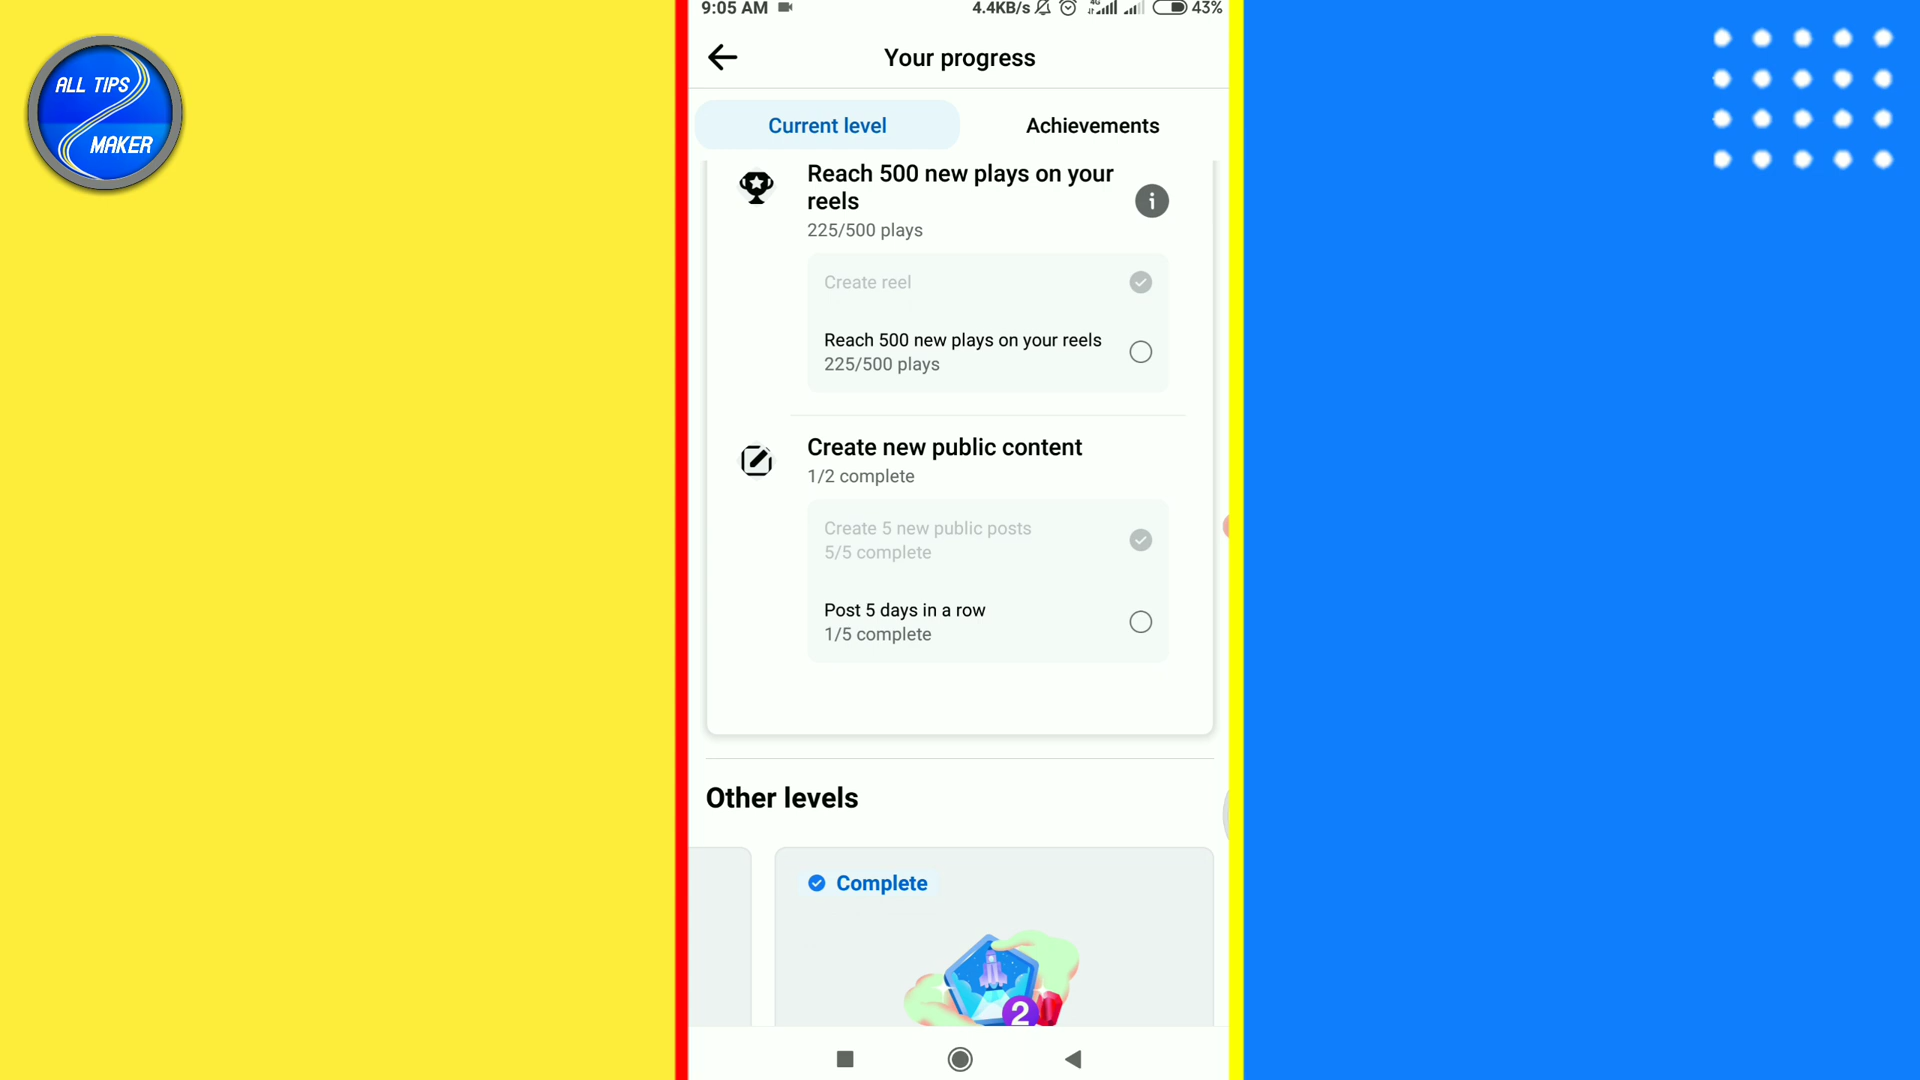 ALL TIPS
MAKER
9:05 AM 4.4KB/s 4G 43%
Your progress
Current level Achievements
Reach 500 new plays on your
reels
225/500 plays
Create reel
Reach 500 new plays on your reels
225/500 plays
Create new public content
1/2 complete
Create 5 new public posts
5/5 complete
Post 5 days in a row
1/5 complete
Other levels
Complete
2